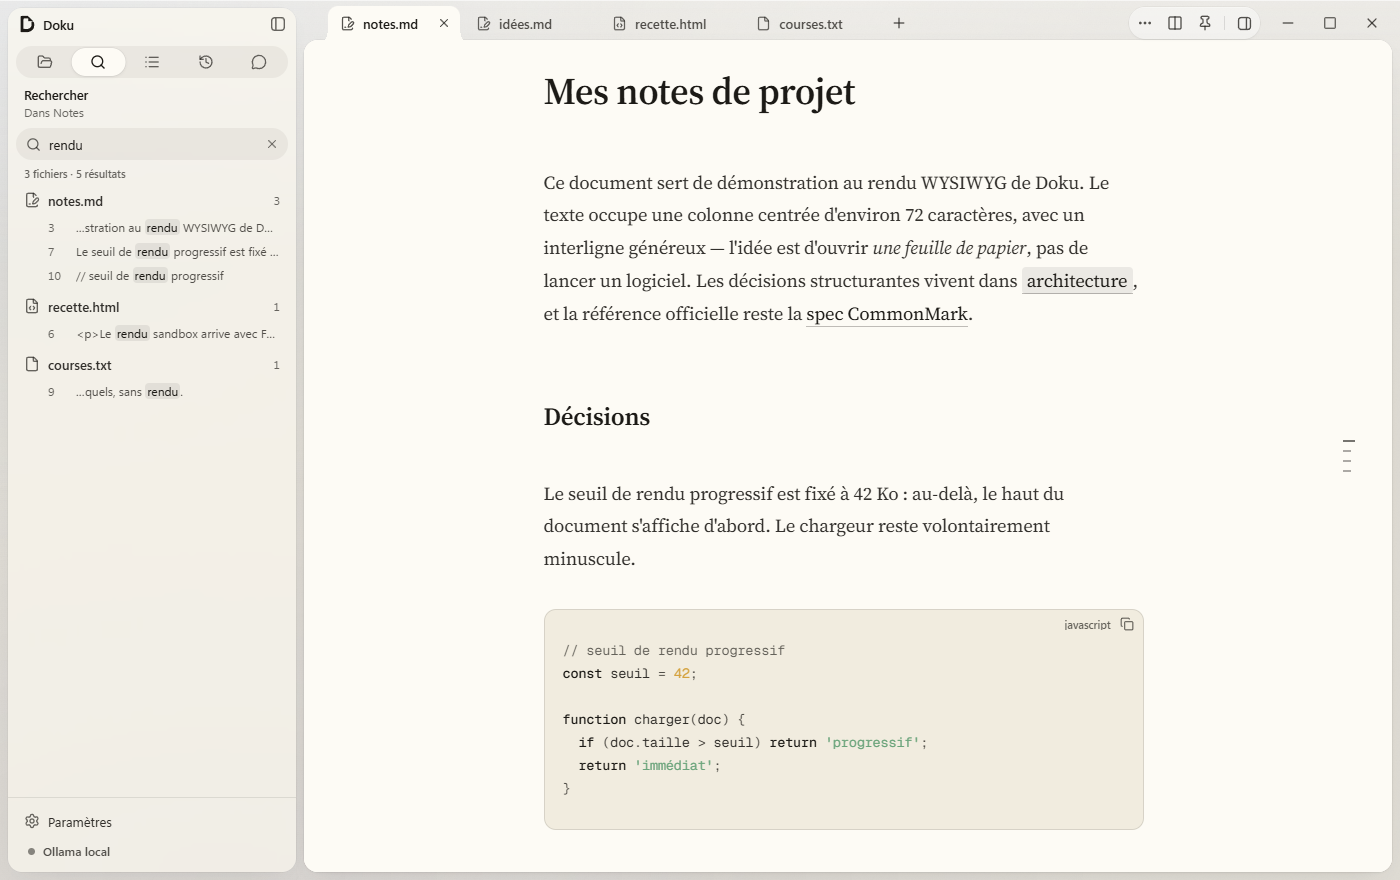 Doku
notes.md
idées.md
recette.html
courses.txt
Rechercher
Dans Notes
rendu
3 fichiers · 5 résultats
notes.md 3
3 ...stration au rendu WYSIWYG de D...
7 Le seuil de rendu progressif est fixé ...
10 // seuil de rendu progressif
recette.html 1
6 <p>Le rendu sandbox arrive avec F...
courses.txt 1
9 ...quels, sans rendu.
Paramètres
Ollama local
Mes notes de projet
Ce document sert de démonstration au rendu WYSIWYG de Doku. Le
texte occupe une colonne centrée d'environ 72 caractères, avec un
interligne généreux — l'idée est d'ouvrir une feuille de papier, pas de
lancer un logiciel. Les décisions structurantes vivent dans architecture ,
et la référence officielle reste la spec CommonMark.
Décisions
Le seuil de rendu progressif est fixé à 42 Ko : au-delà, le haut du
document s'affiche d'abord. Le chargeur reste volontairement
minuscule.
javascript
// seuil de rendu progressif
const seuil = 42;
function charger(doc) {
  if (doc.taille > seuil) return 'progressif';
  return 'immédiat';
}